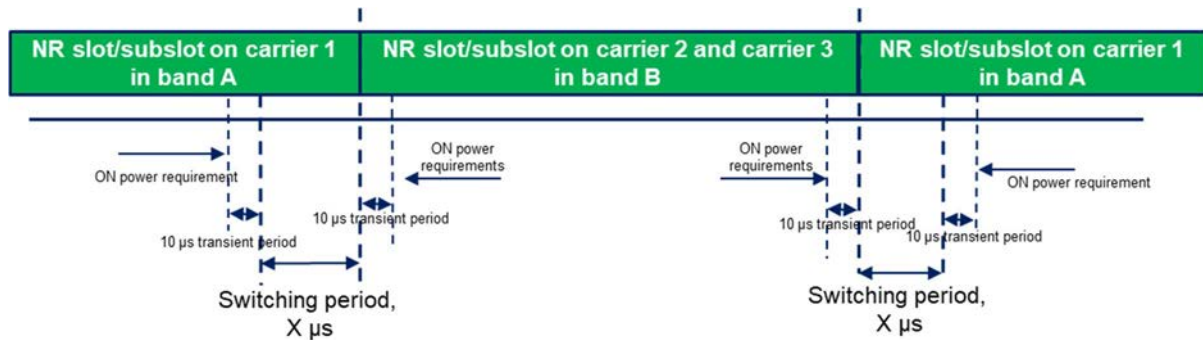 NR slot/subslot on carrier 1
in band A
NR slot/subslot on carrier 2 and carrier 3
in band B
NR slot/subslot on carrier 1
in band A
ON power requirement
ON power
requirements
ON power
requirements
ON power requirement
10 µs transient period
10 µs transient period
10 µs transient period
10 µs transient period
Switching period,
X µs
Switching period,
X µs